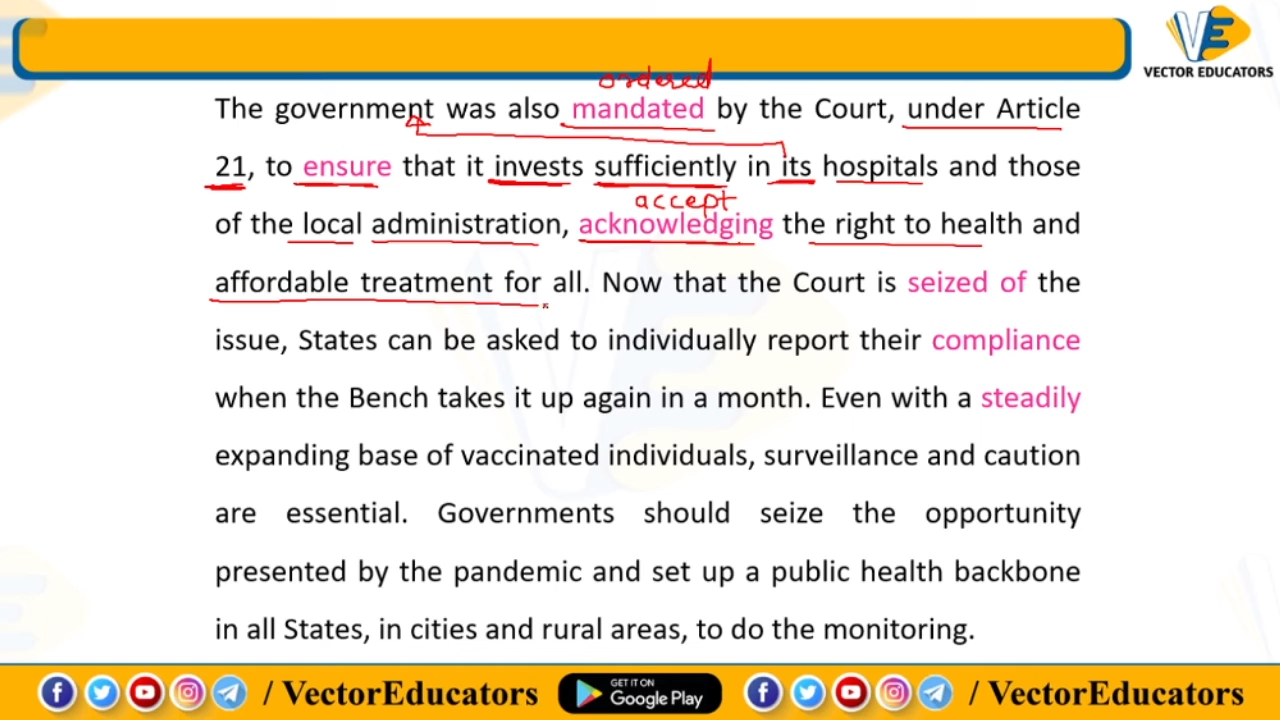 VE
VECTOR EDUCATORS
ordered
The government was also mandated by the Court, under Article
21, to ensure that it invests sufficiently in its hospitals and those
accept
of the local administration, acknowledging the right to health and
affordable treatment for all. Now that the Court is seized of the
issue, States can be asked to individually report their compliance
when the Bench takes it up again in a month. Even with a steadily
expanding base of vaccinated individuals, surveillance and caution
are essential. Governments should seize the opportunity
presented by the pandemic and set up a public health backbone
in all States, in cities and rural areas, to do the monitoring.
/ VectorEducators GET IT ON Google Play / VectorEducators